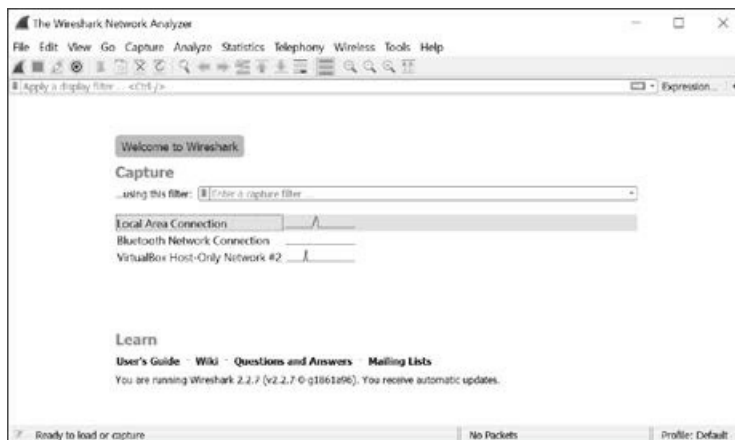 The Wireshark Network Analyzer
File Edit View Go Capture Analyze Statistics Telephony Wireless Tools Help
Apply a display filter ... <Ctrl-/>
Expression...
Welcome to Wireshark
Capture
...using this filter: Enter a capture filter ...
Local Area Connection
Bluetooth Network Connection
VirtualBox Host-Only Network #2
Learn
User's Guide · Wiki · Questions and Answers · Mailing Lists
You are running Wireshark 2.2.7 (v2.2.7-0-g1861a96). You receive automatic updates.
Ready to load or capture
No Packets
Profile: Default